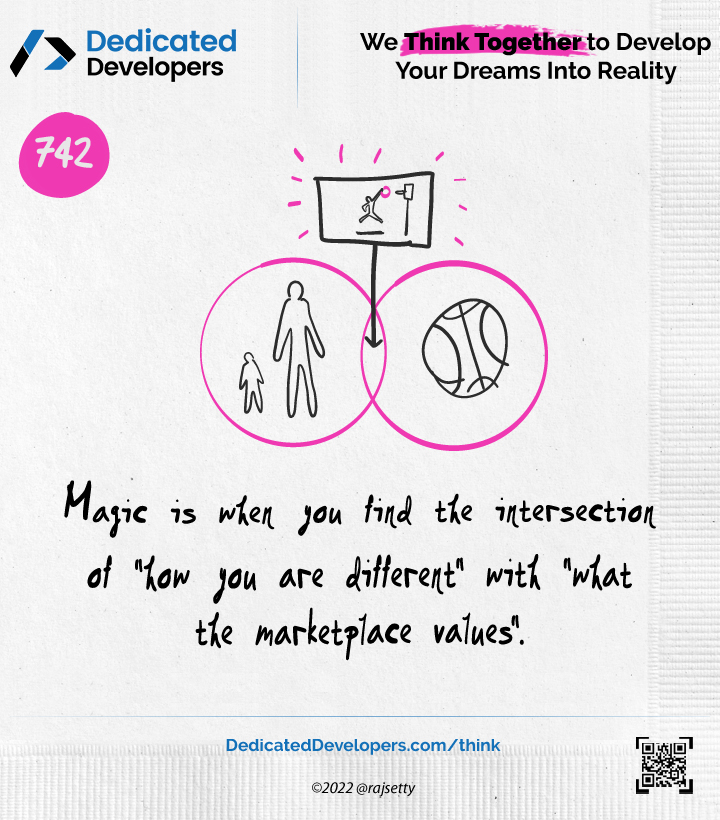 Dedicated
Developers
We Think Together to Develop
Your Dreams Into Reality
742
Magic is when you find the intersection
of "how you are different" with "what
the marketplace values".
DedicatedDevelopers.com/think
©2022 @rajsetty